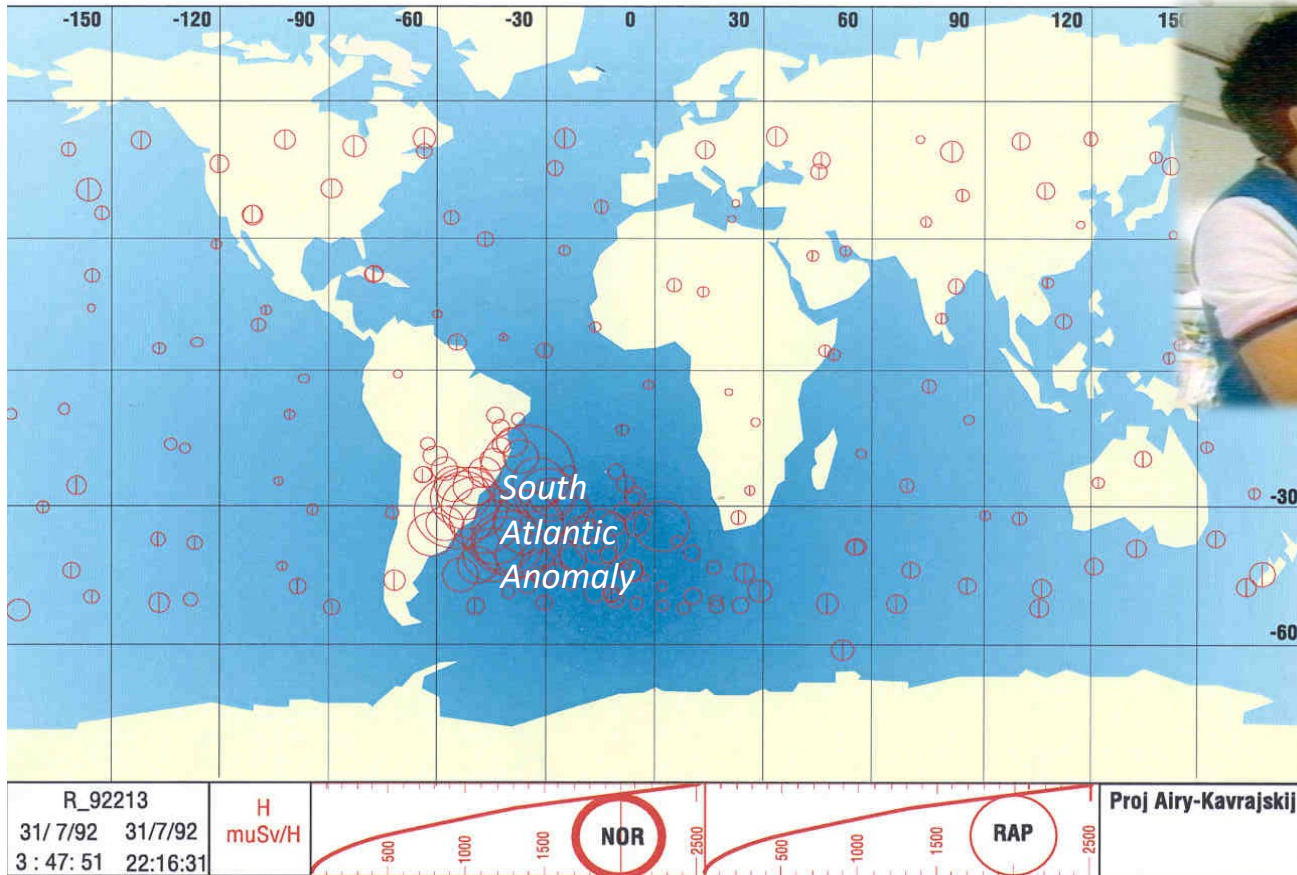 -150 -120 -90 -60 -30 0 30 60 90 120 150
South
Atlantic
Anomaly
-30
-60
R_92213
31/ 7/92 31/7/92
3 : 47: 51 22:16:31
H
muSv/H
500 1000 1500 NOR 2500
500 1000 1500 RAP 2500
Proj Airy-Kavrajskij